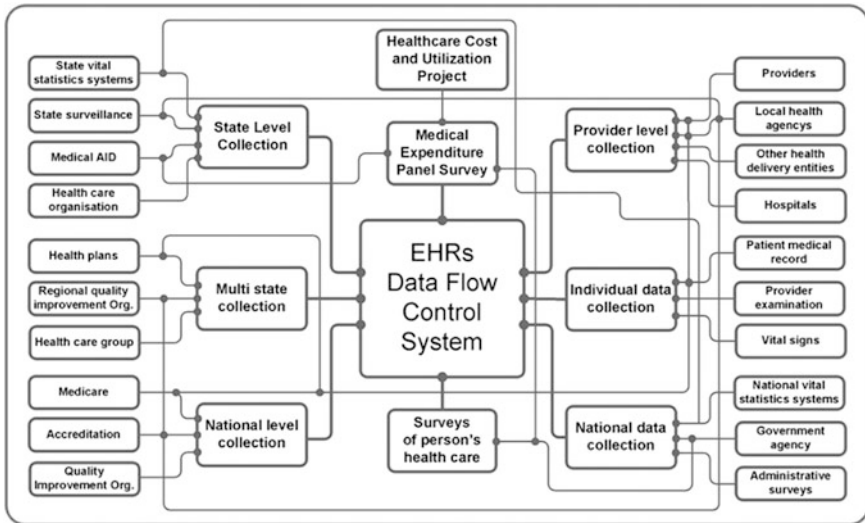 State vital
statistics systems
State surveillance
Medical AID
Health care
organisation
Health plans
Regional quality
improvement Org.
Health care group
Medicare
Accreditation
Quality
Improvement Org.
State Level
Collection
Multi state
collection
National level
collection
Healthcare Cost
and Utilization
Project
Medical
Expenditure
Panel Survey
EHRs
Data Flow
Control
System
Surveys
of person's
health care
Provider level
collection
Individual data
collection
National data
collection
Providers
Local health
agencys
Other health
delivery entities
Hospitals
Patient medical
record
Provider
examination
Vital signs
National vital
statistics systems
Government
agency
Administrative
surveys